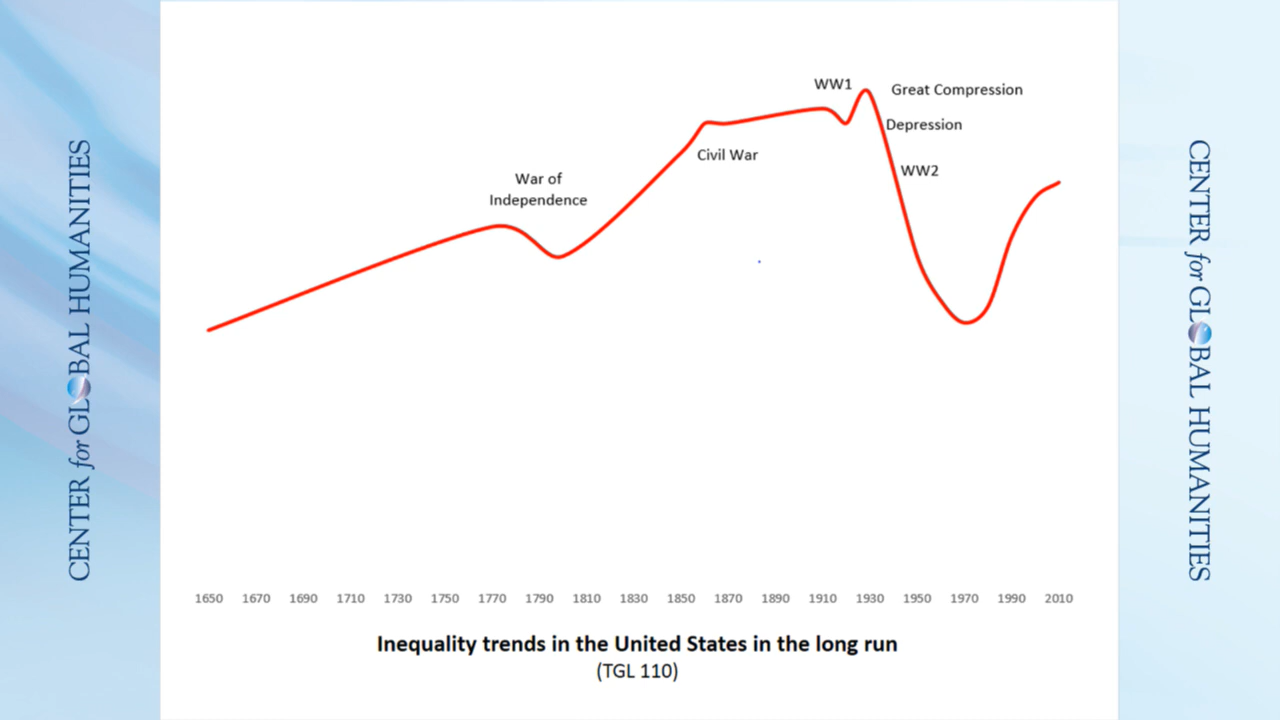 CENTER for GLOBAL HUMANITIES
WW1
Great Compression
Depression
Civil War
WW2
War of
Independence
1650 1670 1690 1710 1730 1750 1770 1790 1810 1830 1850 1870 1890 1910 1930 1950 1970 1990 2010
Inequality trends in the United States in the long run
(TGL 110)
CENTER for GLOBAL HUMANITIES